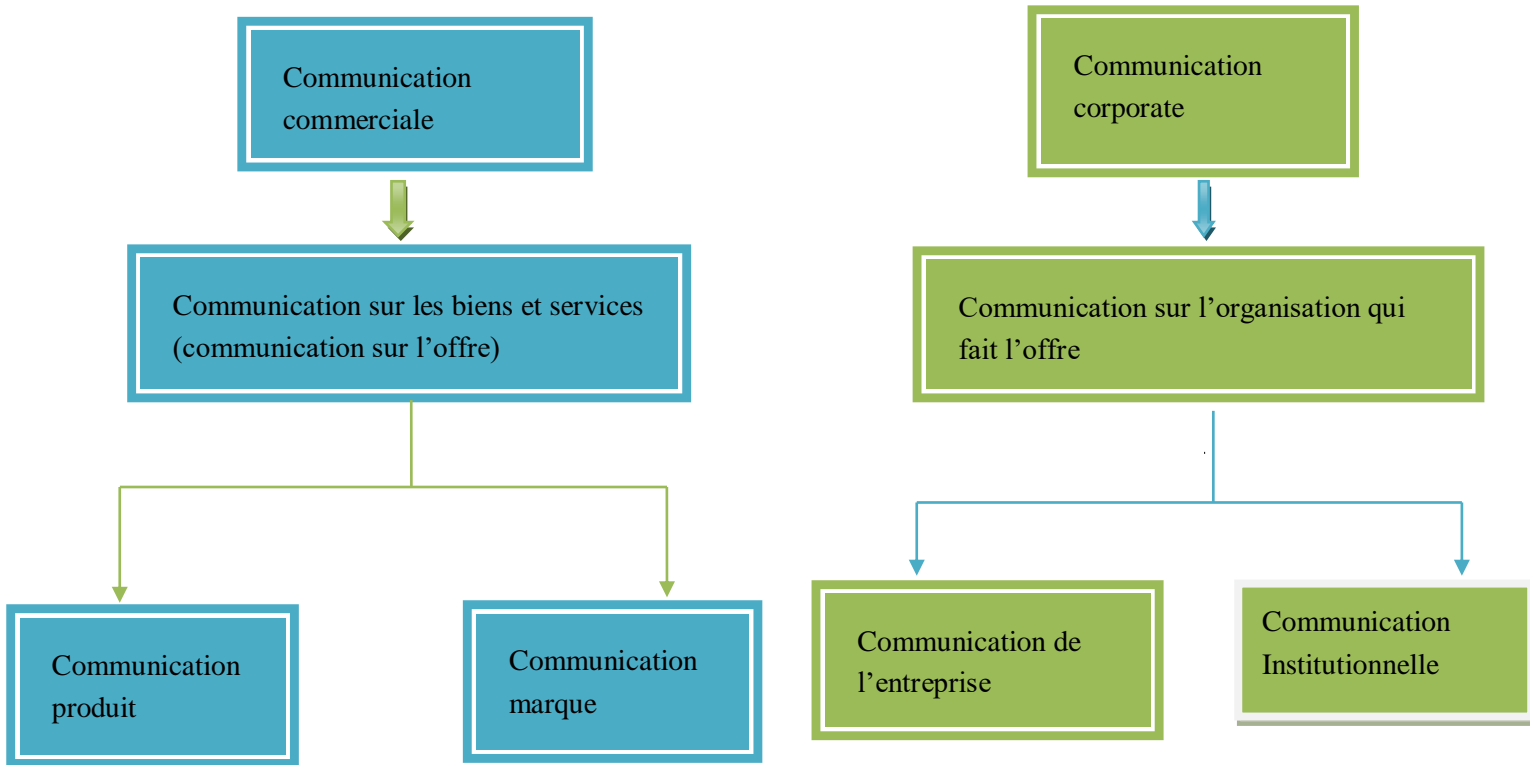 Communication
commerciale
Communication
corporate
Communication sur les biens et services
(communication sur l’offre)
Communication sur l’organisation qui
fait l’offre
Communication
produit
Communication
marque
Communication de
l’entreprise
Communication
Institutionnelle